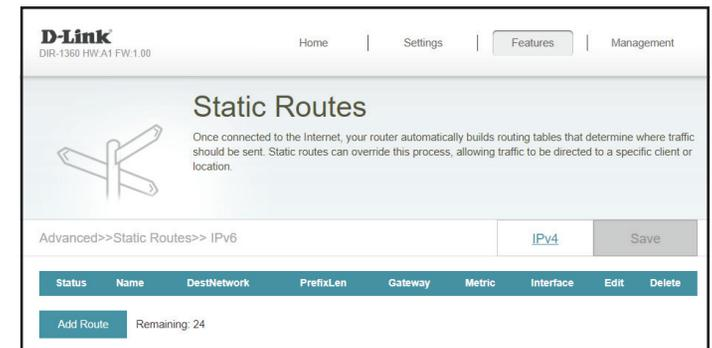 D-Link
DIR-1360 HW:A1 FW:1.00
Home | Settings | Features | Management
Static Routes
Once connected to the Internet, your router automatically builds routing tables that determine where traffic
should be sent. Static routes can override this process, allowing traffic to be directed to a specific client or
location.
Advanced>>Static Routes>> IPv6
IPv4
Save
Status Name DestNetwork PrefixLen Gateway Metric Interface Edit Delete
Add Route Remaining: 24